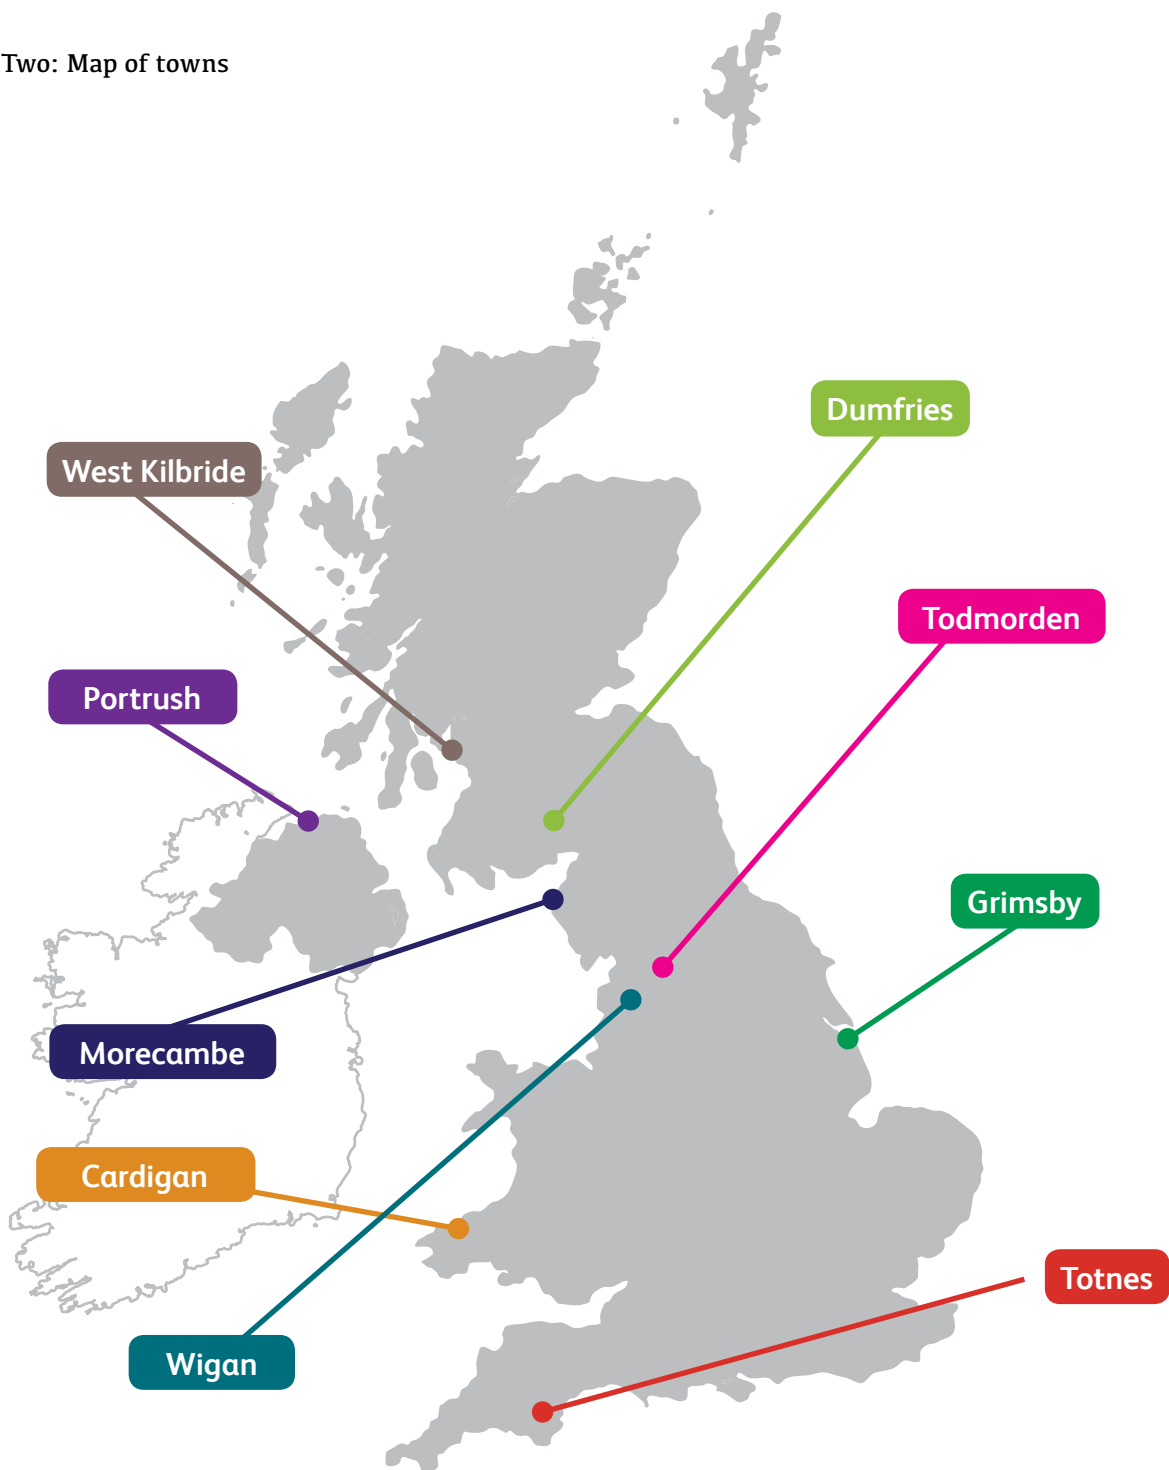 Two: Map of towns
Dumfries
West Kilbride
Todmorden
Portrush
Grimsby
Morecambe
Cardigan
Totnes
Wigan